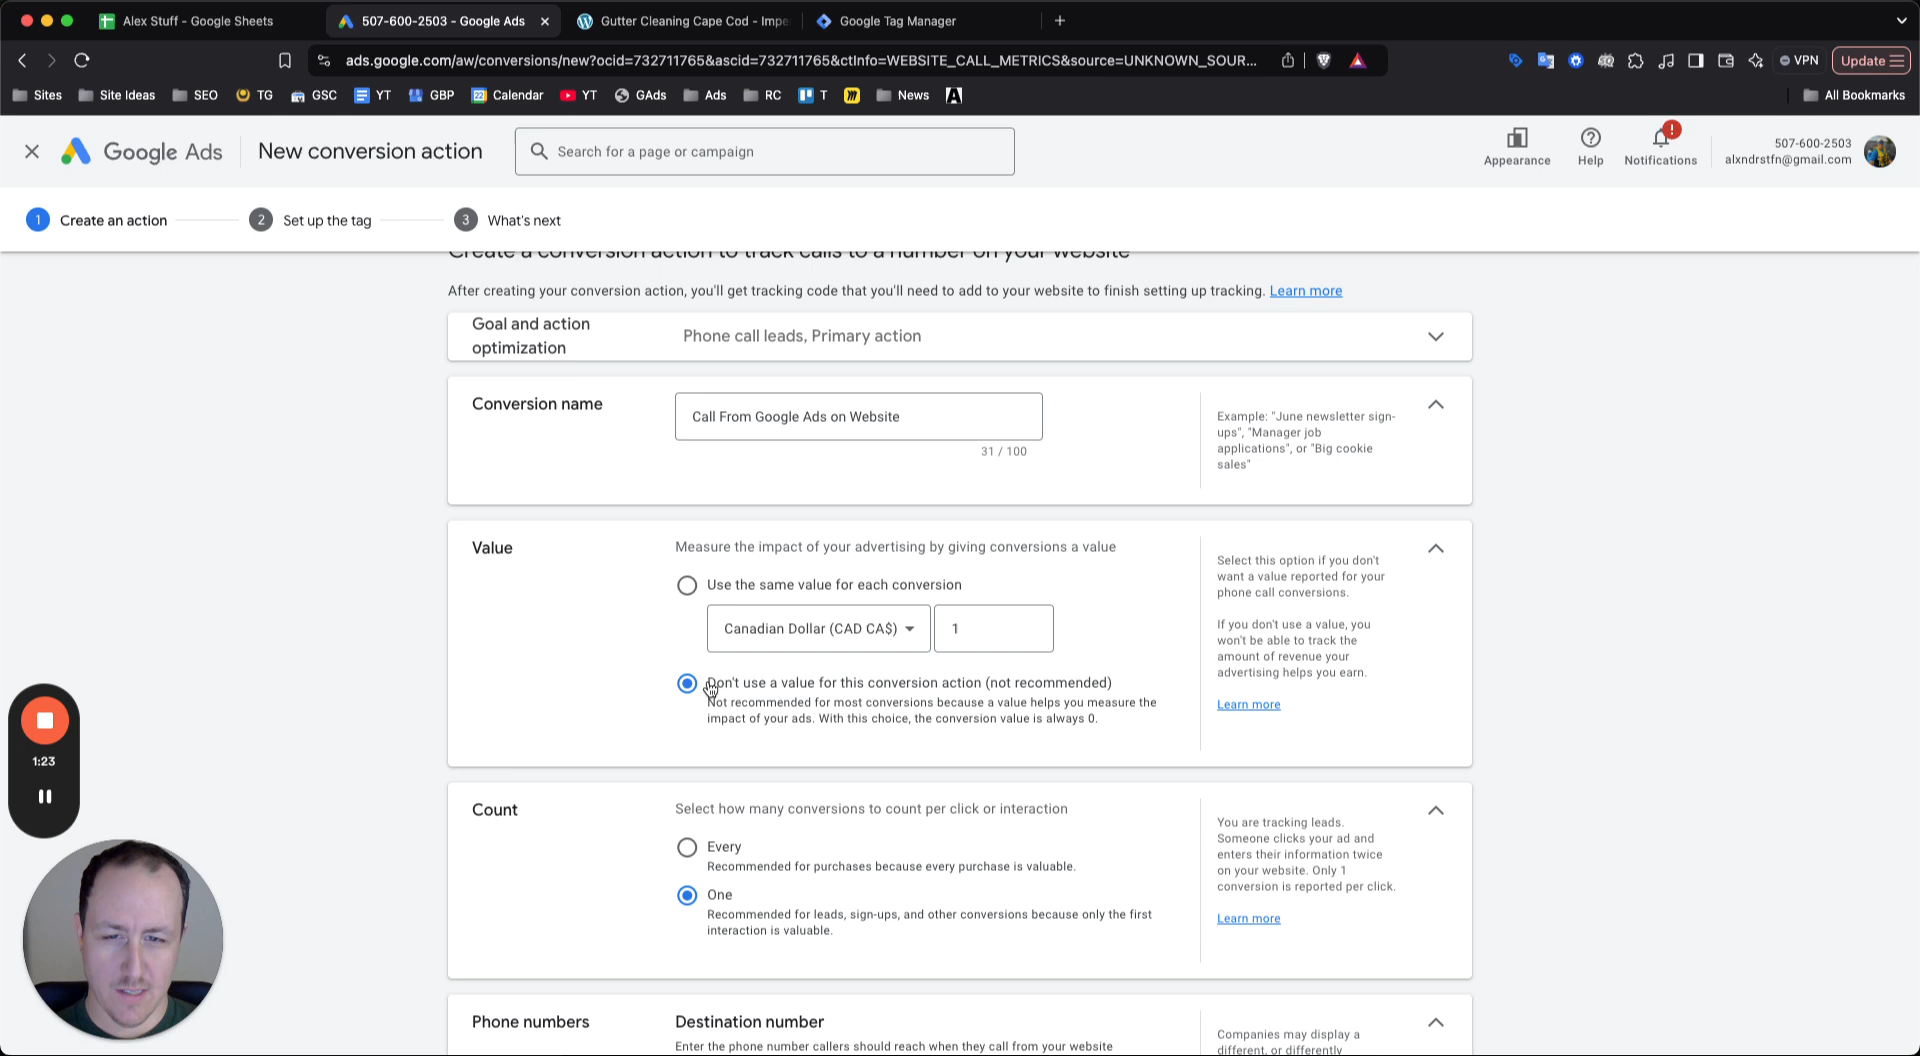 Alex Stuff - Google Sheets
507-600-2503 - Google Ads
Gutter Cleaning Cape Cod - Impe
Google Tag Manager
ads.google.com/aw/conversions/new?ocid=732711765&ascid=732711765&ctInfo=WEBSITE_CALL_METRICS&source=UNKNOWN_SOUR...
VPN
Update
Sites
Site Ideas
SEO
TG
GSC
YT
GBP
Calendar
YT
GAds
Ads
RC
T
News
All Bookmarks
Google Ads
New conversion action
Search for a page or campaign
Appearance
Help
Notifications
507-600-2503
alxndrstfn@gmail.com
1 Create an action
2 Set up the tag
3 What's next
Create a conversion action to track calls to a number on your website
After creating your conversion action, you'll get tracking code that you'll need to add to your website to finish setting up tracking. Learn more
Goal and action
optimization
Phone call leads, Primary action
Conversion name
Call From Google Ads on Website
31 / 100
Example: "June newsletter sign-
ups", "Manager job
applications", or "Big cookie
sales"
Value
Measure the impact of your advertising by giving conversions a value
Use the same value for each conversion
Canadian Dollar (CAD CA$)
1
Don't use a value for this conversion action (not recommended)
Not recommended for most conversions because a value helps you measure the
impact of your ads. With this choice, the conversion value is always 0.
Select this option if you don't
want a value reported for your
phone call conversions.
If you don't use a value, you
won't be able to track the
amount of revenue your
advertising helps you earn.
Learn more
1:23
Count
Select how many conversions to count per click or interaction
Every
Recommended for purchases because every purchase is valuable.
One
Recommended for leads, sign-ups, and other conversions because only the first
interaction is valuable.
You are tracking leads.
Someone clicks your ad and
enters their information twice
on your website. Only 1
conversion is reported per click.
Learn more
Phone numbers
Destination number
Enter the phone number callers should reach when they call from your website
Companies may display a
different, or differently